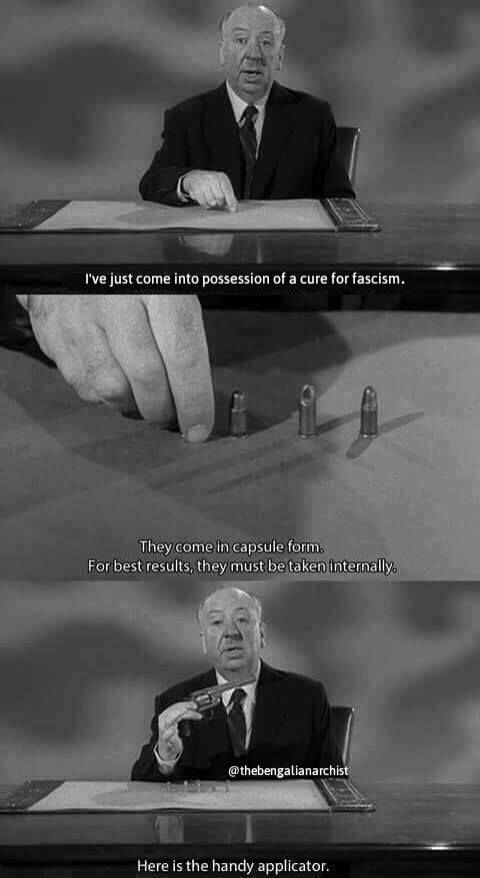 I've just come into possession of a cure for fascism.
They come in capsule form.
For best results, they must be taken internally.
@thebengalianarchist
Here is the handy applicator.